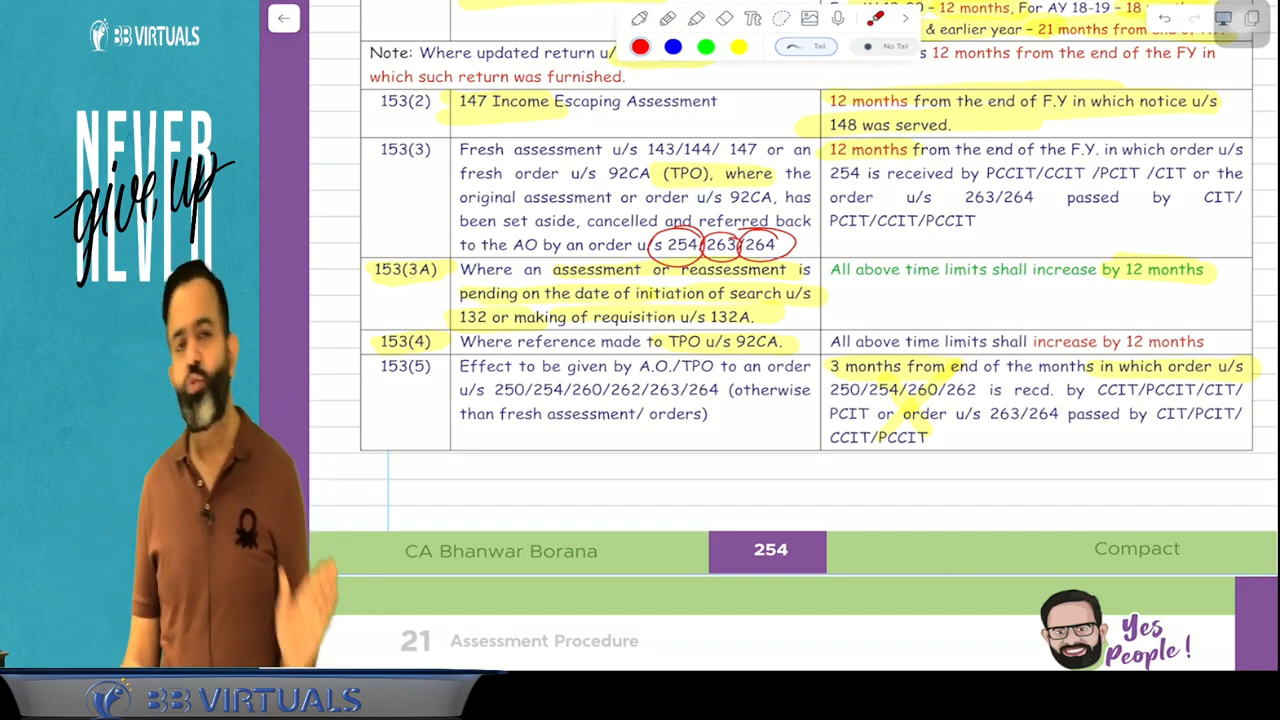 BB VIRTUALS
NEVER
give up
NEVER
12 months, For AY 18-19 – 18
Tt
& earlier year – 21 months from end
Tail
No Tail
Note: Where updated return u/
12 months from the end of the FY in
which such return was furnished.
153(2) 147 Income Escaping Assessment 12 months from the end of F.Y in which notice u/s
148 was served.
153(3) Fresh assessment u/s 143/144/ 147 or an 12 months from the end of the F.Y. in which order u/s
fresh order u/s 92CA (TPO), where the 254 is received by PCCIT/CCIT /PCIT /CIT or the
original assessment or order u/s 92CA, has order u/s 263/264 passed by CIT/
been set aside, cancelled and referred back PCIT/CCIT/PCCIT
to the AO by an order u/s 254/263/264
153(3A) Where an assessment or reassessment is All above time limits shall increase by 12 months
pending on the date of initiation of search u/s
132 or making of requisition u/s 132A.
153(4) Where reference made to TPO u/s 92CA. All above time limits shall increase by 12 months
153(5) Effect to be given by A.O./TPO to an order 3 months from end of the months in which order u/s
u/s 250/254/260/262/263/264 (otherwise 250/254/260/262 is recd. by CCIT/PCCIT/CIT/
than fresh assessment/ orders) PCIT or order u/s 263/264 passed by CIT/PCIT/
CCIT/PCCIT
CA Bhanwar Borana 254 Compact
21 Assessment Procedure
Yes
People!
BB VIRTUALS